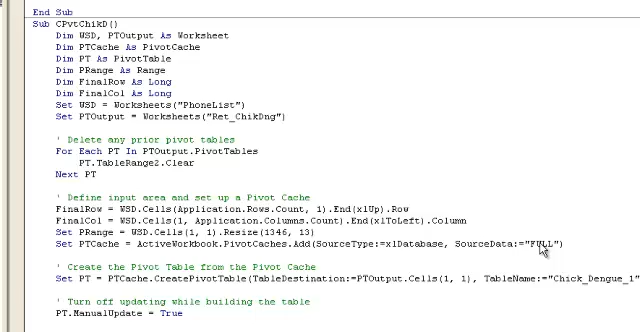 End Sub
Sub CPvtChikD()
Dim WSD, PTOutput As Worksheet
Dim PTCache As PivotCache
Dim PT As PivotTable
Dim PRange As Range
Dim FinalRow As Long
Dim FinalCol As Long
Set WSD = Worksheets("PhoneList")
Set PTOutput = Worksheets("Ret_ChikDng")
' Delete any prior pivot tables
For Each PT In PTOutput.PivotTables
PT.TableRange2.Clear
Next PT
' Define input area and set up a Pivot Cache
FinalRow = WSD.Cells(Application.Rows.Count, 1).End(xlUp).Row
FinalCol = WSD.Cells(1, Application.Columns.Count).End(xlToLeft).Column
Set PRange = WSD.Cells(1, 1).Resize(1346, 13)
Set PTCache = ActiveWorkbook.PivotCaches.Add(SourceType:=xlDatabase, SourceData:="FULL")
' Create the Pivot Table from the Pivot Cache
Set PT = PTCache.CreatePivotTable(TableDestination:=PTOutput.Cells(1, 1), TableName:="Chick_Dengue_1"
' Turn off updating while building the table
PT.ManualUpdate = True